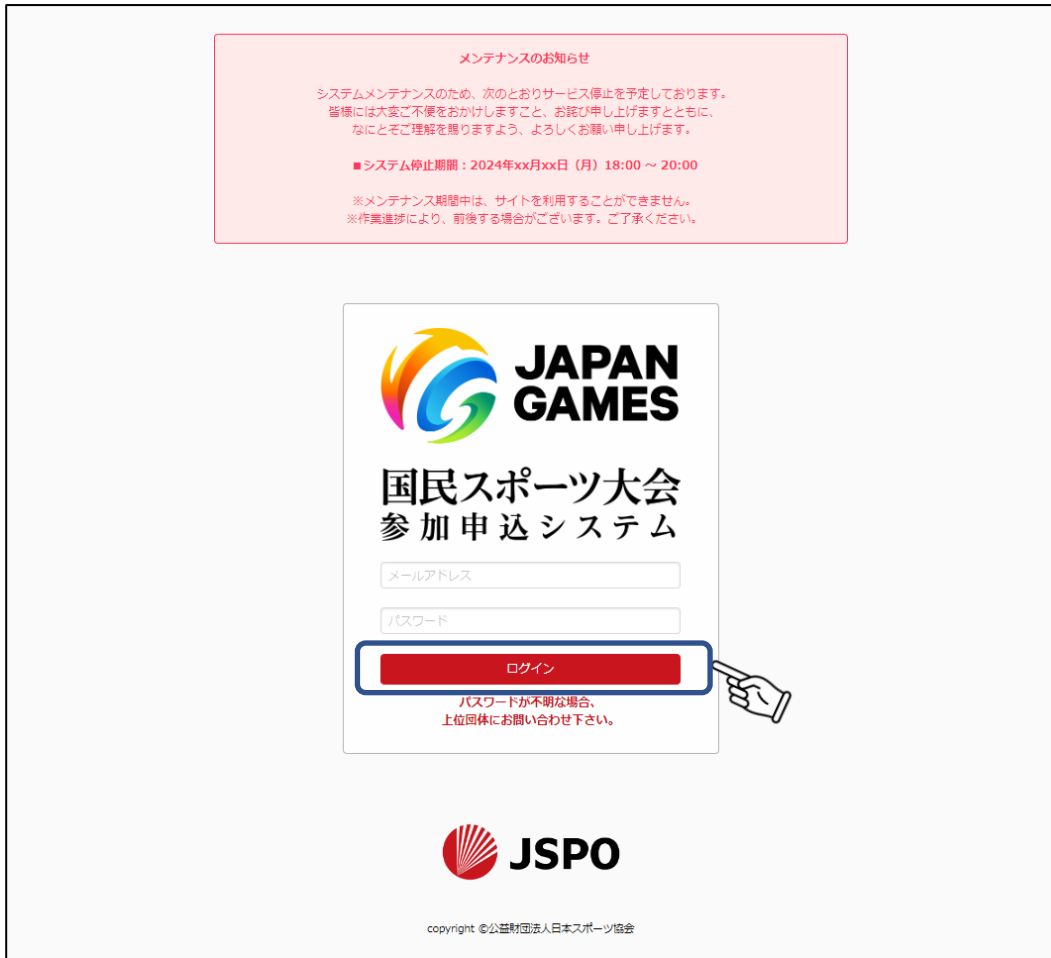 メンテナンスのお知らせ
システムメンテナンスのため、次のとおりサービス停止を予定しております。
皆様には大変ご不便をおかけしますこと、お詫び申し上げますとともに、
なにとぞご理解を賜りますよう、よろしくお願い申し上げます。
■システム停止期間：2024年xx月xx日（月）18:00 ～ 20:00
※メンテナンス期間中は、サイトを利用することができません。
※作業進捗により、前後する場合がございます。ご了承ください。
JAPAN
GAMES
国民スポーツ大会
参加申込システム
メールアドレス
パスワード
ログイン
パスワードが不明な場合、
上位団体にお問い合わせ下さい。
JSPO
copyright ©公益財団法人日本スポーツ協会